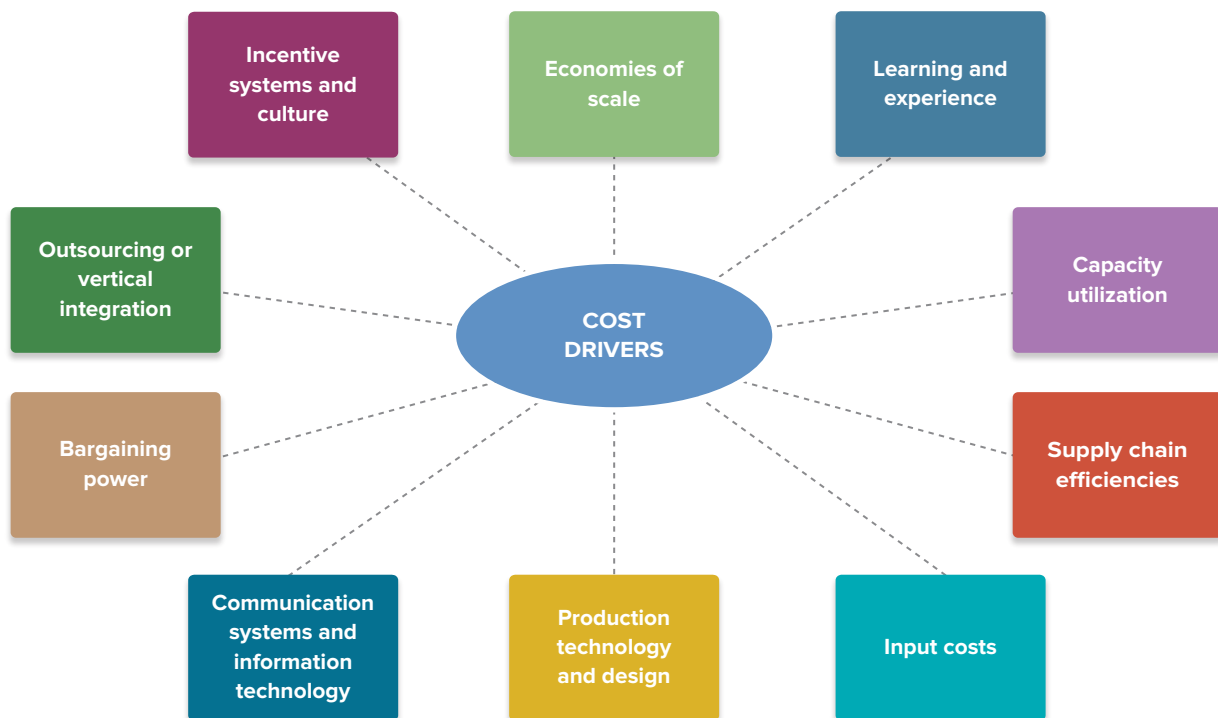 Incentive
systems and
culture
Economies of
scale
Learning and
experience
Outsourcing or
vertical
integration
Capacity
utilization
COST
DRIVERS
Bargaining
power
Supply chain
efficiencies
Communication
systems and
information
technology
Production
technology
and design
Input costs